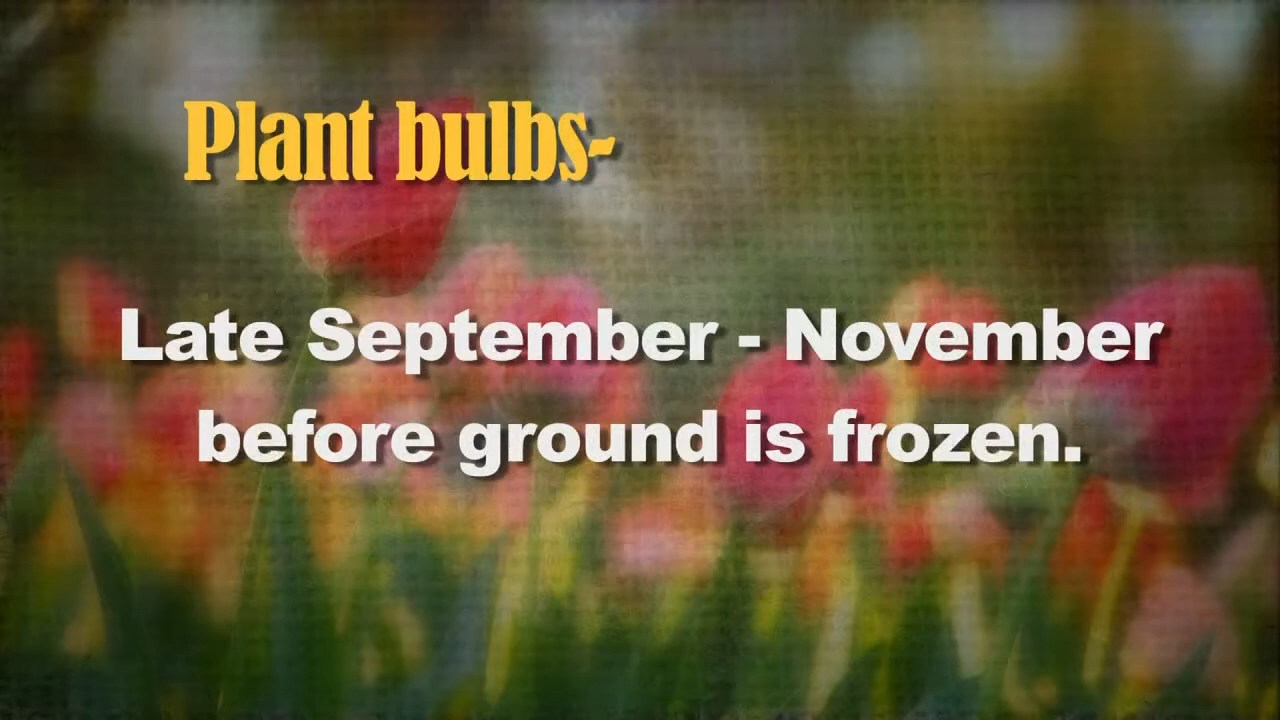 Plant bulbs-
Late September - November
before ground is frozen.